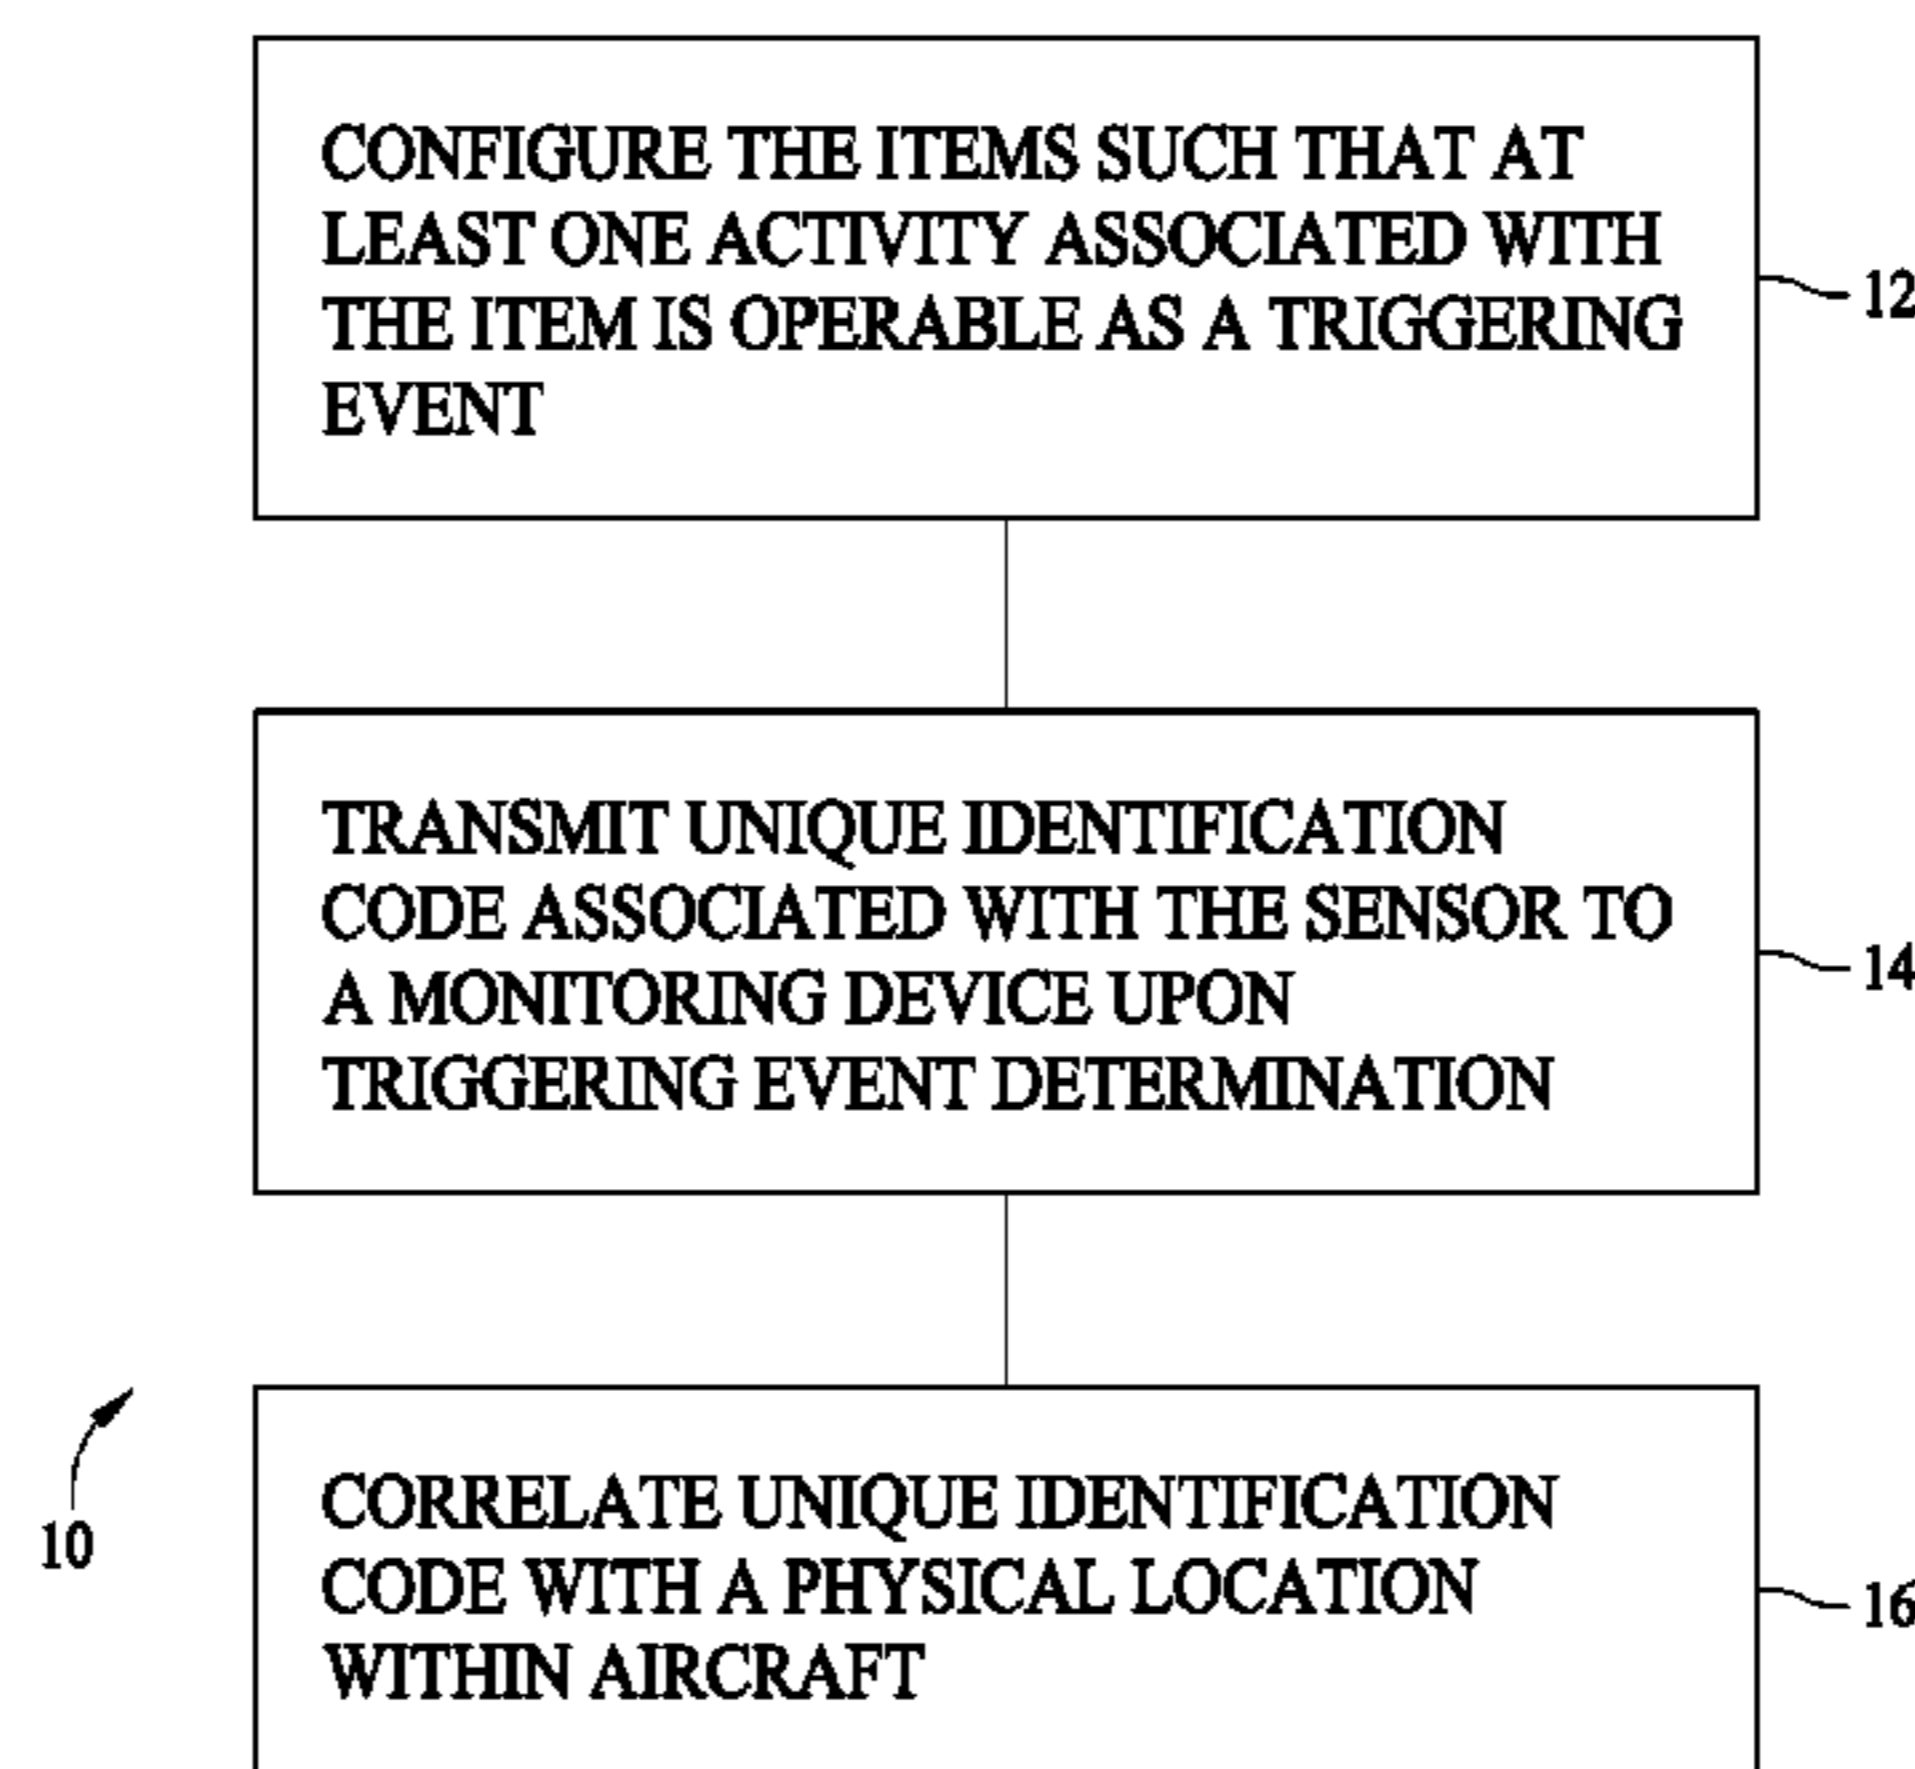 CONFIGURE THE ITEMS SUCH THAT AT
LEAST ONE ACTIVITY ASSOCIATED WITH
THE ITEM IS OPERABLE AS A TRIGGERING
EVENT
12
TRANSMIT UNIQUE IDENTIFICATION
CODE ASSOCIATED WITH THE SENSOR TO
A MONITORING DEVICE UPON
TRIGGERING EVENT DETERMINATION
14
10
CORRELATE UNIQUE IDENTIFICATION
CODE WITH A PHYSICAL LOCATION
WITHIN AIRCRAFT
16